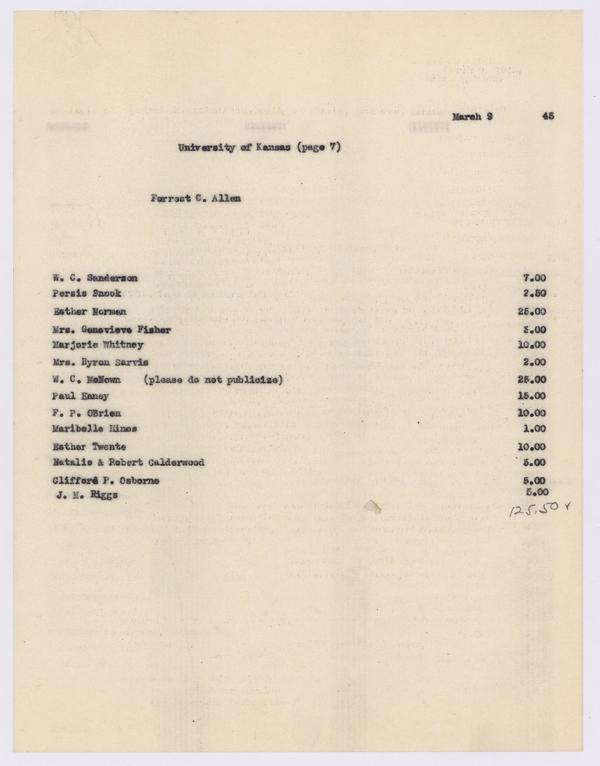 March 9 45
University of Kansas (page 7)
Forrest C. Allen
W. C. Sanderson 7.00
Persis Snook 2.50
Esther Norman 25.00
Mrs. Genevieve Fisher 3.00
Marjorie Whitney 10.00
Mrs. Byron Sarvis 2.00
W. C. McNown (please do not publicize) 25.00
Paul Haney 15.00
F. P. OBrien 10.00
Maribelle Hines 1.00
Esther Twente 10.00
Natalie & Robert Calderwood 5.00
Clifford P. Osborne 5.00
J. M. Riggs 5.00
125.50 ✓